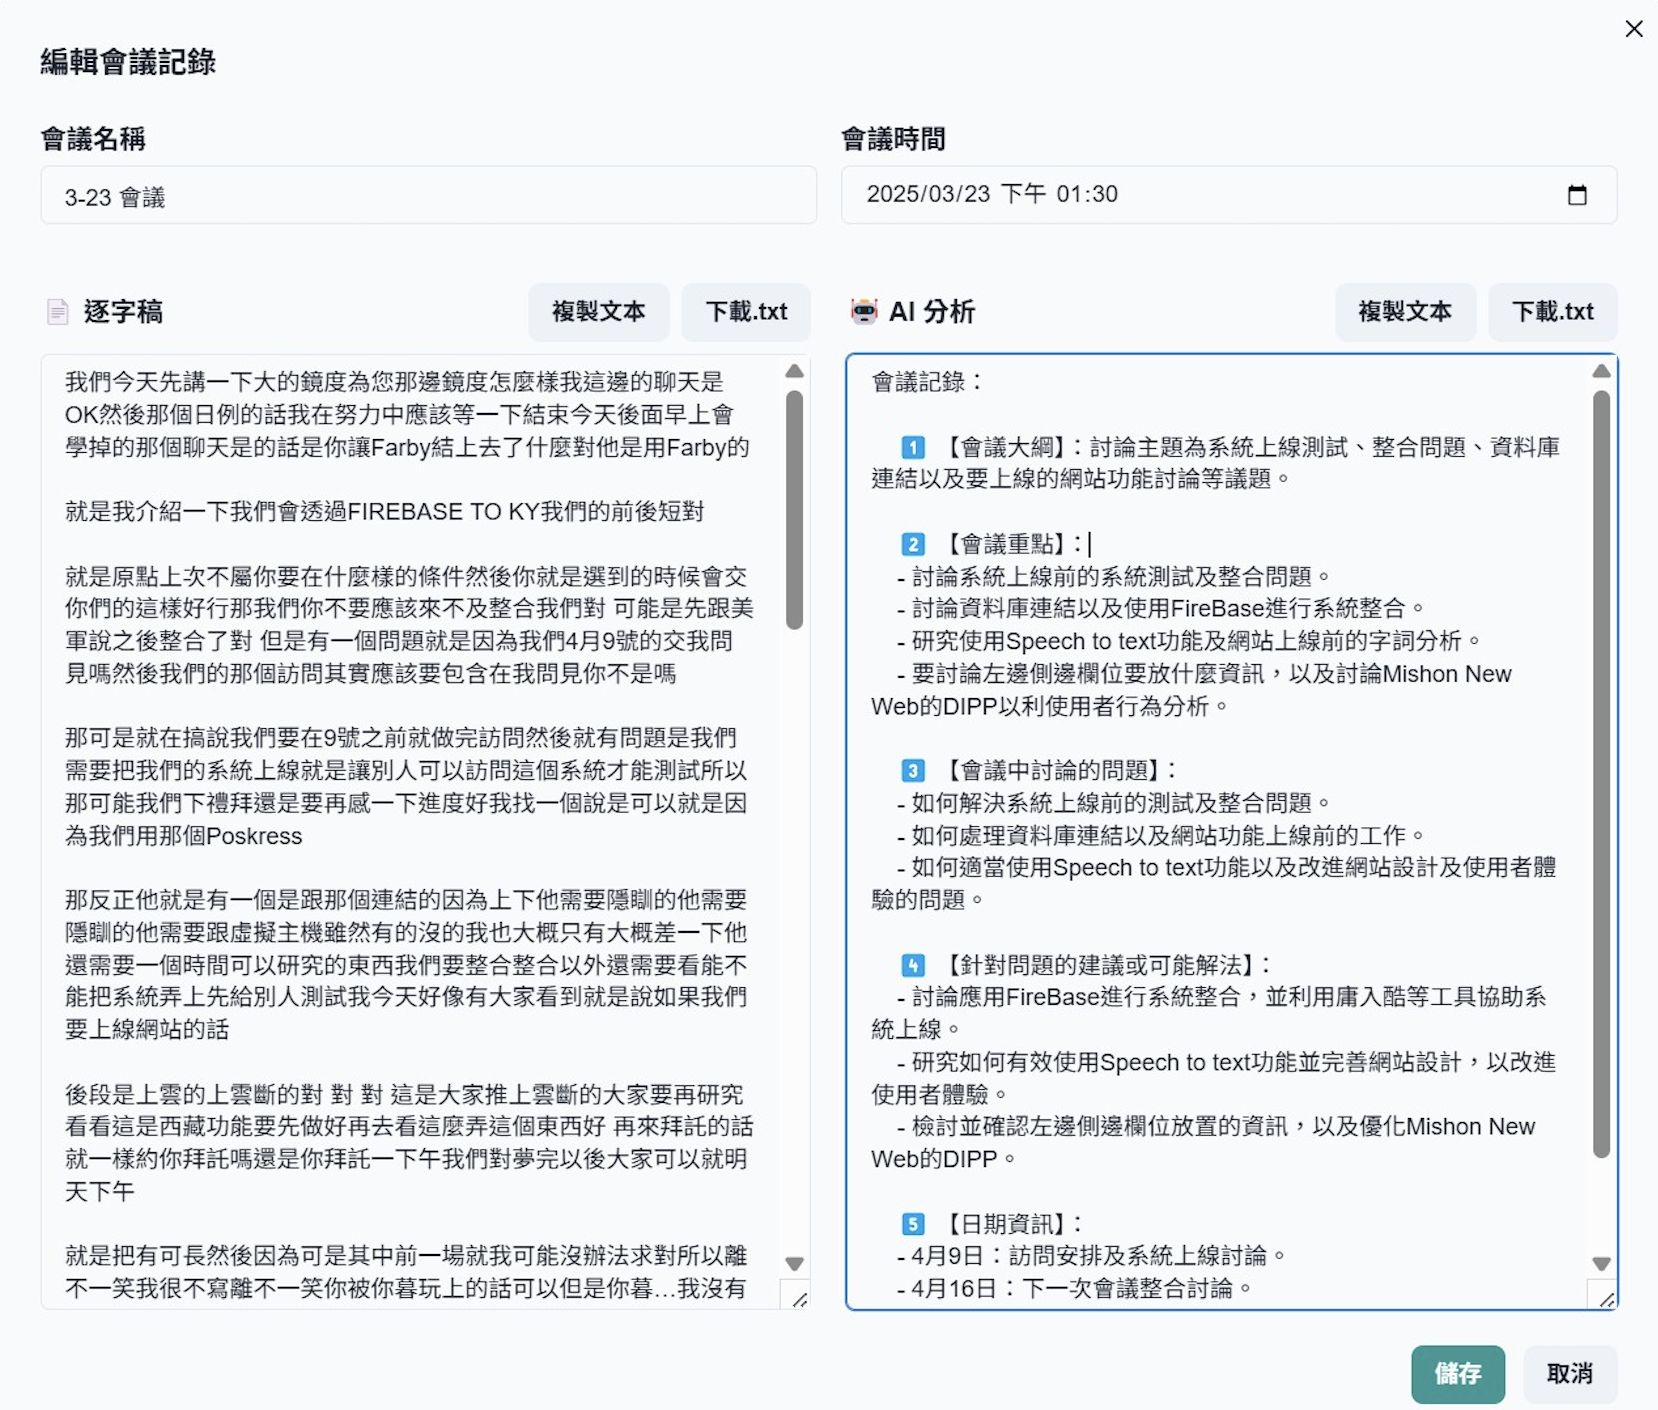 編輯會議記錄
會議名稱
會議時間
3-23 會議
2025/03/23 下午 01:30
逐字稿
複製文本
下載.txt
我們今天先講一下大的鏡度為您那邊鏡度怎麼樣我這邊的聊天是
OK然後那個日例的話我在努力中應該等一下結束今天後面早上會
學掉的那個聊天是的話是你讓Farby結上去了什麼對他是用Farby的
就是我介紹一下我們會透過FIREBASE TO KY我們的前後短對
就是原點上次不屬你要在什麼樣的條件然後你就是選到的時候會交
你們的這樣好行那我們你不要應該來不及整合我們對 可能是先跟美
軍說之後整合了對 但是有一個問題就是因為我們4月9號的交我問
見嗎然後我們的那個訪問其實應該要包含在我問見你不是嗎
那可是就在搞說我們要在9號之前就做完訪問然後就有問題是我們
需要把我們的系統上線就是讓別人可以訪問這個系統才能測試所以
那可能我們下禮拜還是要再感一下進度好我找一個說是可以就是因
為我們用那個Poskress
那反正他就是有一個是跟那個連結的因為上下他需要隱瞓的他需要
隱瞓的他需要跟虛擬主機雖然有的沒的我也大概只有大概差一下他
還需要一個時間可以研究的東西我們要整合整合以外還需要看能不
能把系統弄上先給別人測試我今天好像有大家看到就是說如果我們
要上線網站的話
後段是上雲的上雲斷的對 對 對 這是大家推上雲斷的大家要再研究
看看這是西藏功能要先做好再去看這麼弄這個東西好 再來拜託的話
就一樣約你拜託嗎還是你拜託一下午我們對夢完以後大家可以就明
天下午
就是把有可長然後因為可是其中前一場就我可能沒辦法求對所以離
不一笑我很不寫離不一笑你被你暮玩上的話可以但是你暮…我沒有
AI 分析
複製文本
下載.txt
會議記錄：
1 【會議大綱】：討論主題為系統上線測試、整合問題、資料庫
連結以及要上線的網站功能討論等議題。
2 【會議重點】：
- 討論系統上線前的系統測試及整合問題。
- 討論資料庫連結以及使用FireBase進行系統整合。
- 研究使用Speech to text功能及網站上線前的字詞分析。
- 要討論左邊側邊欄位要放什麼資訊，以及討論Mishon New
Web的DIPP以利使用者行為分析。
3 【會議中討論的問題】：
- 如何解決系統上線前的測試及整合問題。
- 如何處理資料庫連結以及網站功能上線前的工作。
- 如何適當使用Speech to text功能以及改進網站設計及使用者體
驗的問題。
4 【針對問題的建議或可能解法】：
- 討論應用FireBase進行系統整合，並利用庸入酷等工具協助系
統上線。
- 研究如何有效使用Speech to text功能並完善網站設計，以改進
使用者體驗。
- 檢討並確認左邊側邊欄位放置的資訊，以及優化Mishon New
Web的DIPP。
5 【日期資訊】：
- 4月9日：訪問安排及系統上線討論。
- 4月16日：下一次會議整合討論。
儲存
取消